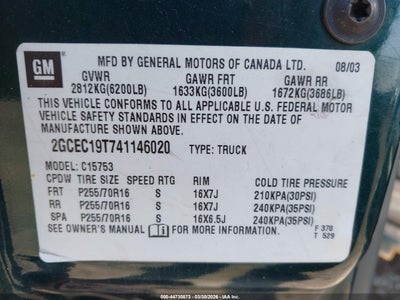 GM
MFD BY GENERAL MOTORS OF CANADA LTD. 08/03
GVWR GAWR FRT GAWR RR
2812KG(6200LB) 1633KG(3600LB) 1672KG(3686LB)
THIS VEHICLE CONFORMS TO ALL APPLICABLE U.S. FEDERAL MOTOR
VEHICLE SAFETY STANDARDS IN EFFECT ON THE DATE OF
MANUFACTURE SHOWN ABOVE.
2GCEC19T741146020 TYPE: TRUCK
MODEL: C15753
CPDW TIRE SIZE SPEED RTG RIM COLD TIRE PRESSURE
FRT P255/70R16 S 16X7J 210KPA(30PSI)
RR P255/70R16 S 16X7J 240KPA(35PSI)
SPA P255/70R16 S 16X6.5J 240KPA(35PSI)
SEE OWNER'S MANUAL FOR MORE INFORMATION. F 370
T 529
000-44730873 - 03/30/2026 - 000-268